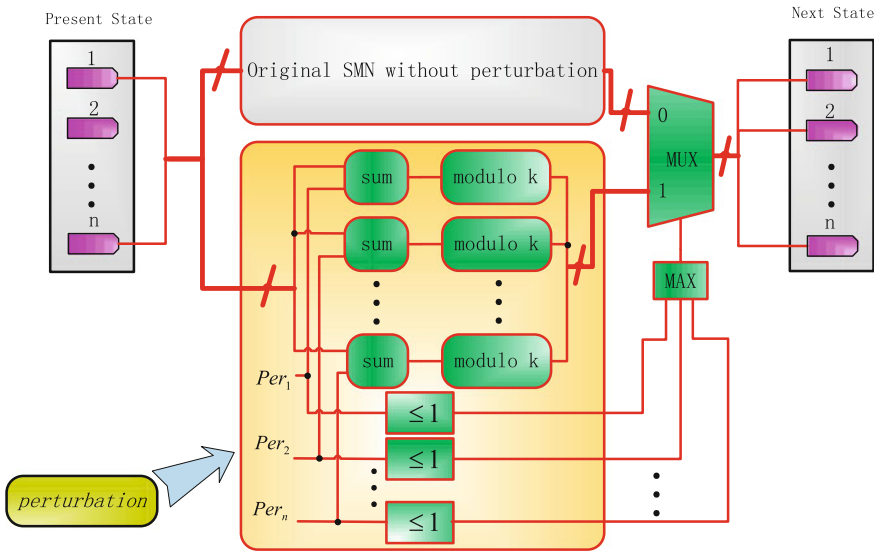 Present State
Next State
1
2
n
Original SMN without perturbation
0
MUX
1
1
2
n
sum
modulo k
sum
modulo k
MAX
sum
modulo k
Per1
≤1
Per2
≤1
perturbation
Pern
≤1